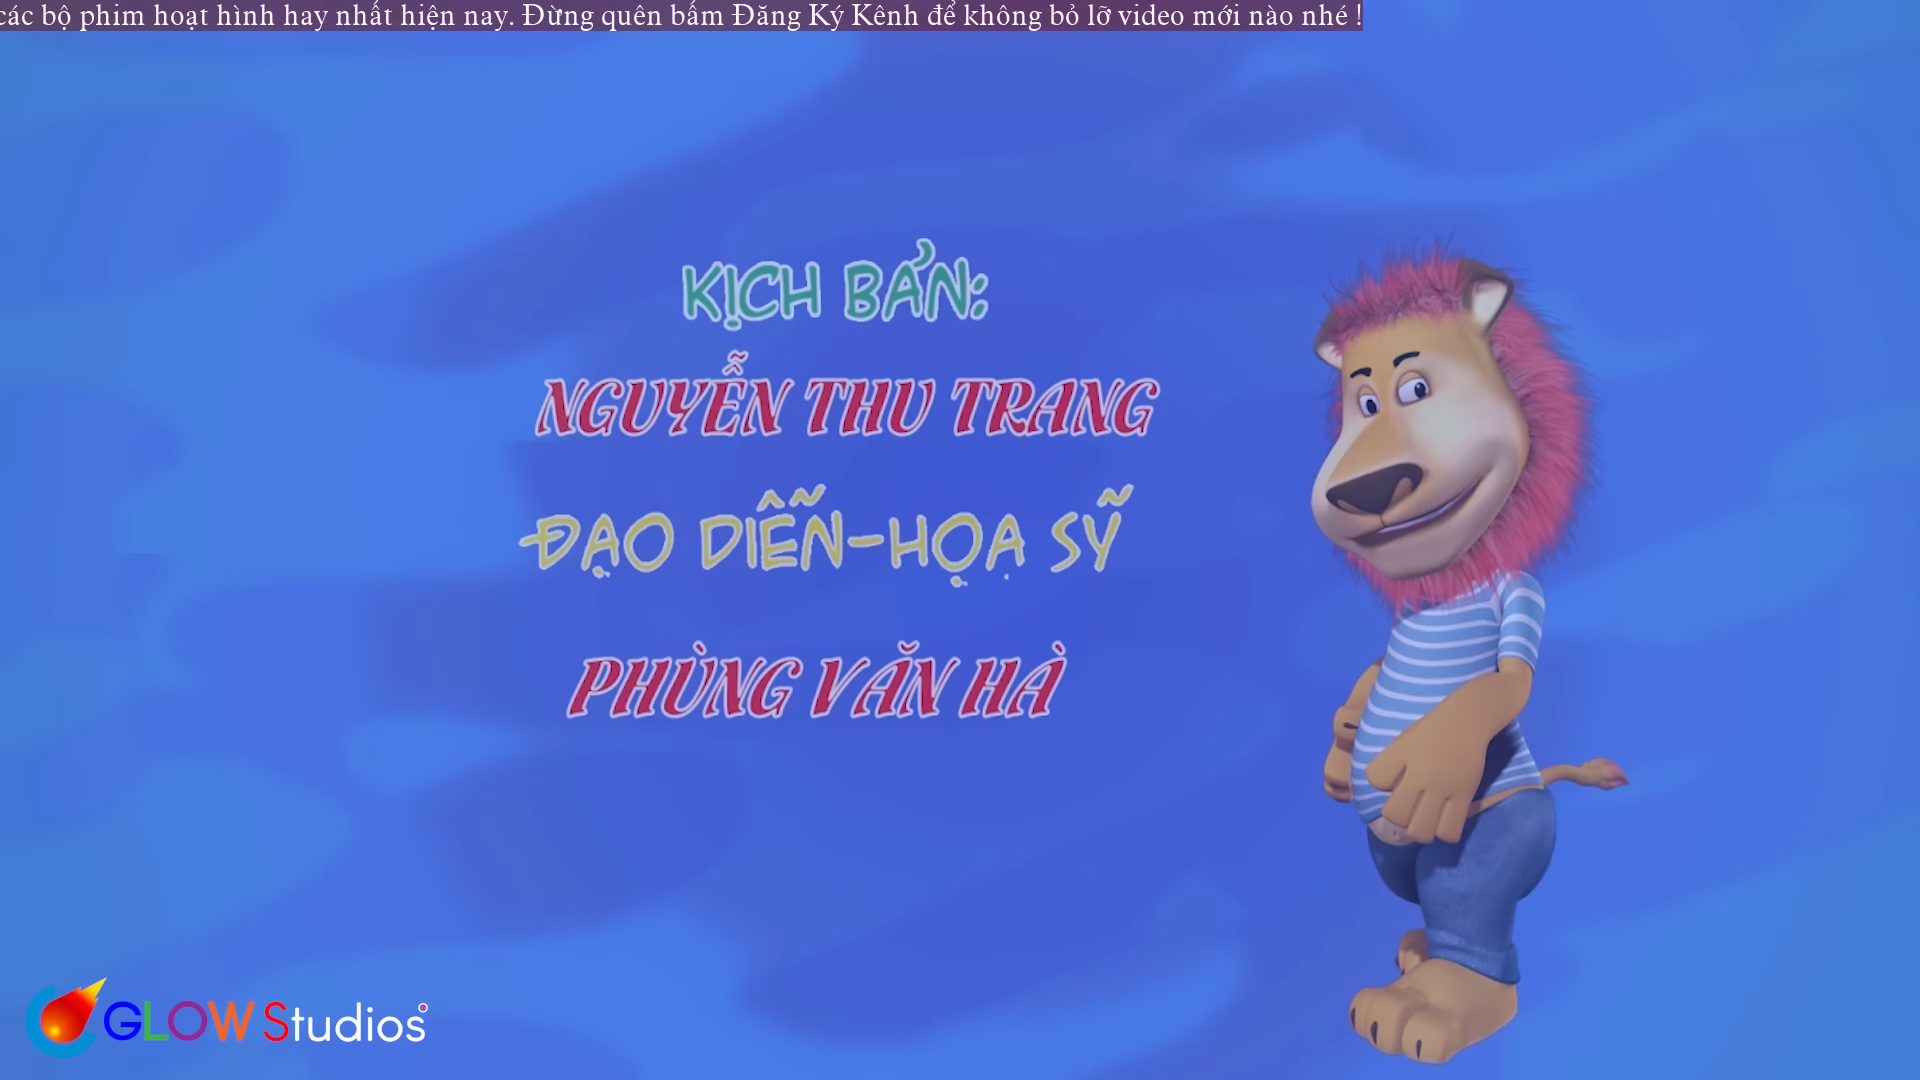 các bộ phim hoạt hình hay nhất hiện nay. Đừng quên bấm Đăng Ký Kênh để không bỏ lỡ video mới nào nhé !
KỊCH BẢN:
NGUYỄN THU TRANG
ĐẠO DIỄN-HỌA SỸ
PHÙNG VĂN HÀ
GLOW Studios